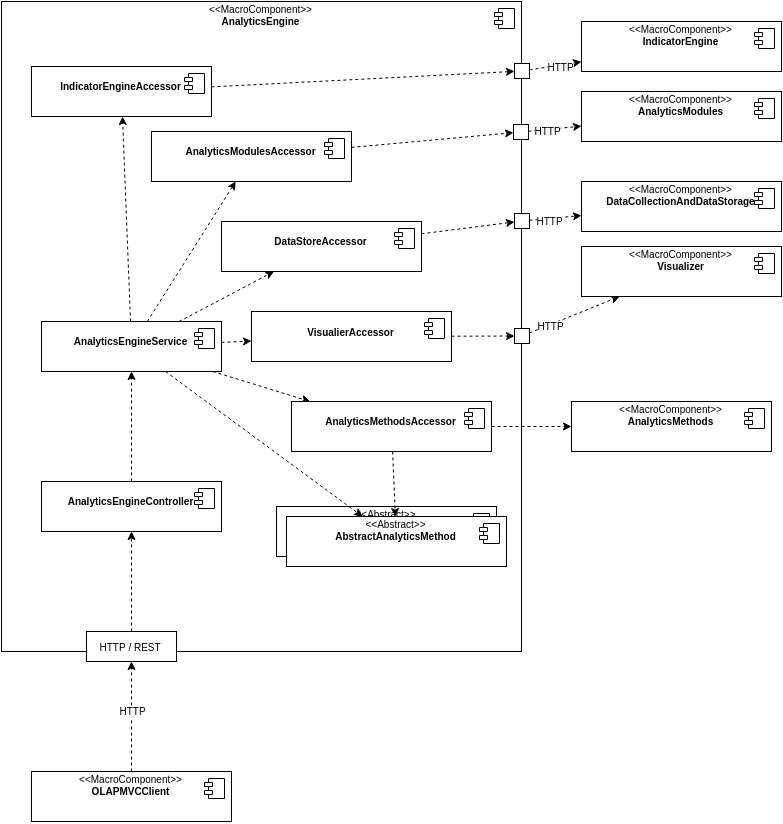 <<MacroComponent>>
AnalyticsEngine
<<MacroComponent>>
IndicatorEngine
HTTP
IndicatorEngineAccessor
<<MacroComponent>>
AnalyticsModules
HTTP
AnalyticsModulesAccessor
<<MacroComponent>>
DataCollectionAndDataStorage
HTTP
DataStoreAccessor
<<MacroComponent>>
Visualizer
HTTP
AnalyticsEngineService
VisualierAccessor
<<MacroComponent>>
AnalyticsMethods
AnalyticsMethodsAccessor
AnalyticsEngineController
<<Abstract>>
<<Abstract>>
AbstractAnalyticsMethod
HTTP / REST
HTTP
<<MacroComponent>>
OLAPMVCClient